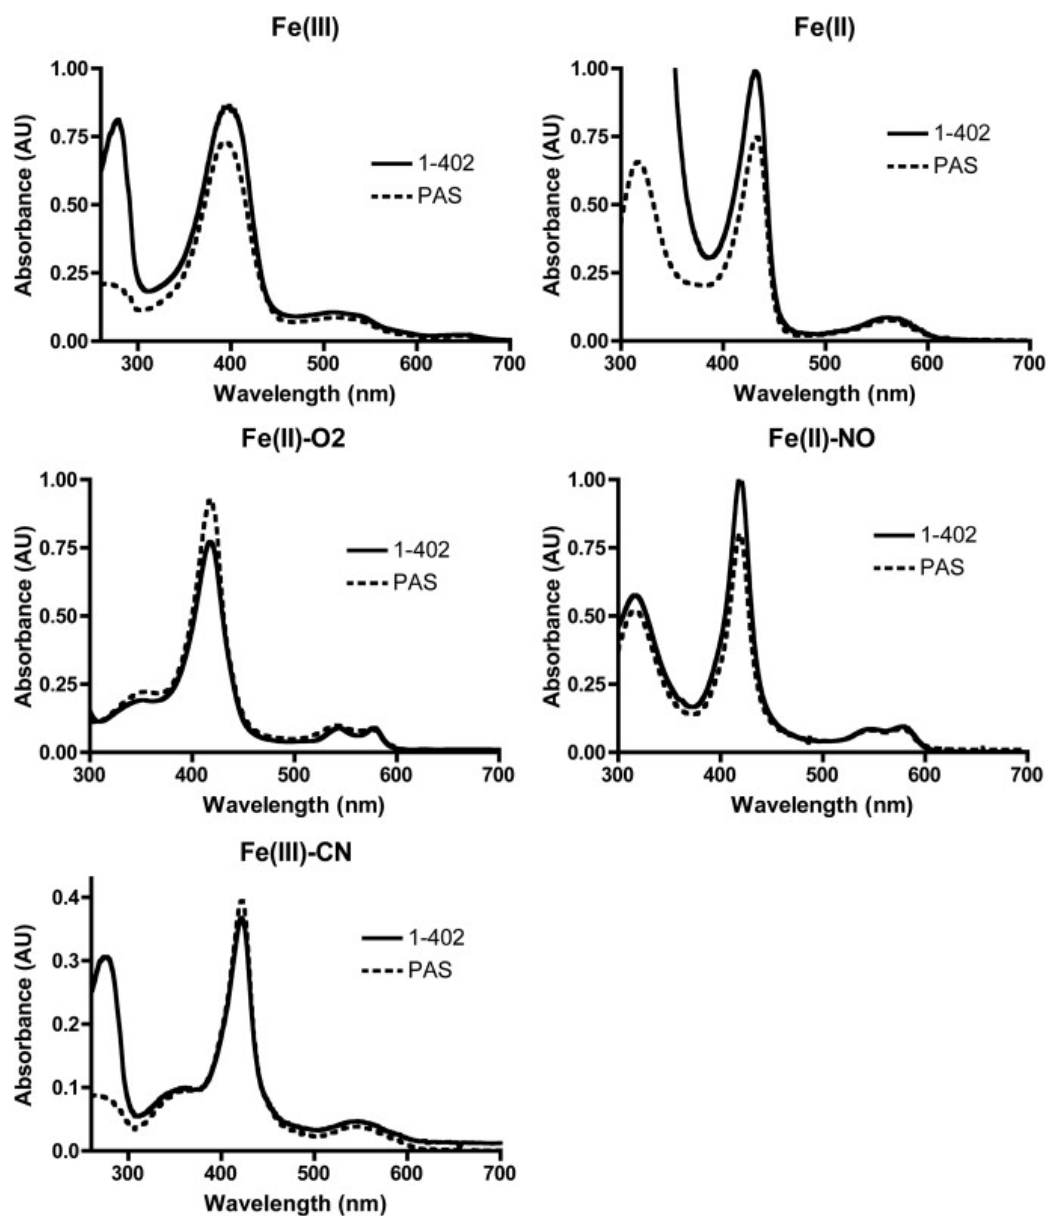 Fe(III)
1.00
0.75
0.50
0.25
0.00
Absorbance (AU)
1-402
PAS
300 400 500 600 700
Wavelength (nm)
Fe(II)
1.00
0.75
0.50
0.25
0.00
Absorbance (AU)
1-402
PAS
300 400 500 600 700
Wavelength (nm)
Fe(II)-O2
1.00
0.75
0.50
0.25
0.00
Absorbance (AU)
1-402
PAS
300 400 500 600 700
Wavelength (nm)
Fe(II)-NO
1.00
0.75
0.50
0.25
0.00
Absorbance (AU)
1-402
PAS
300 400 500 600 700
Wavelength (nm)
Fe(III)-CN
0.4
0.3
0.2
0.1
0.0
Absorbance (AU)
1-402
PAS
300 400 500 600 700
Wavelength (nm)